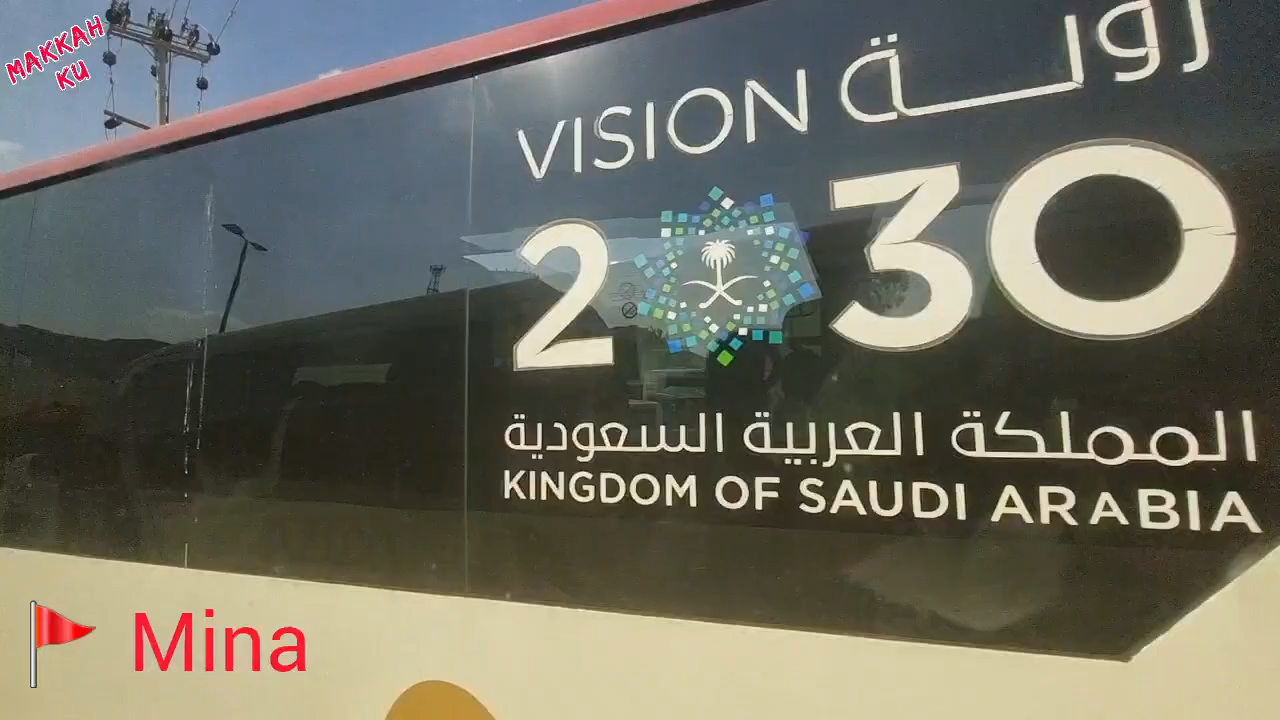 MAKKAH
KU
VISION رؤية
2030
المملكة العربية السعودية
KINGDOM OF SAUDI ARABIA
Mina